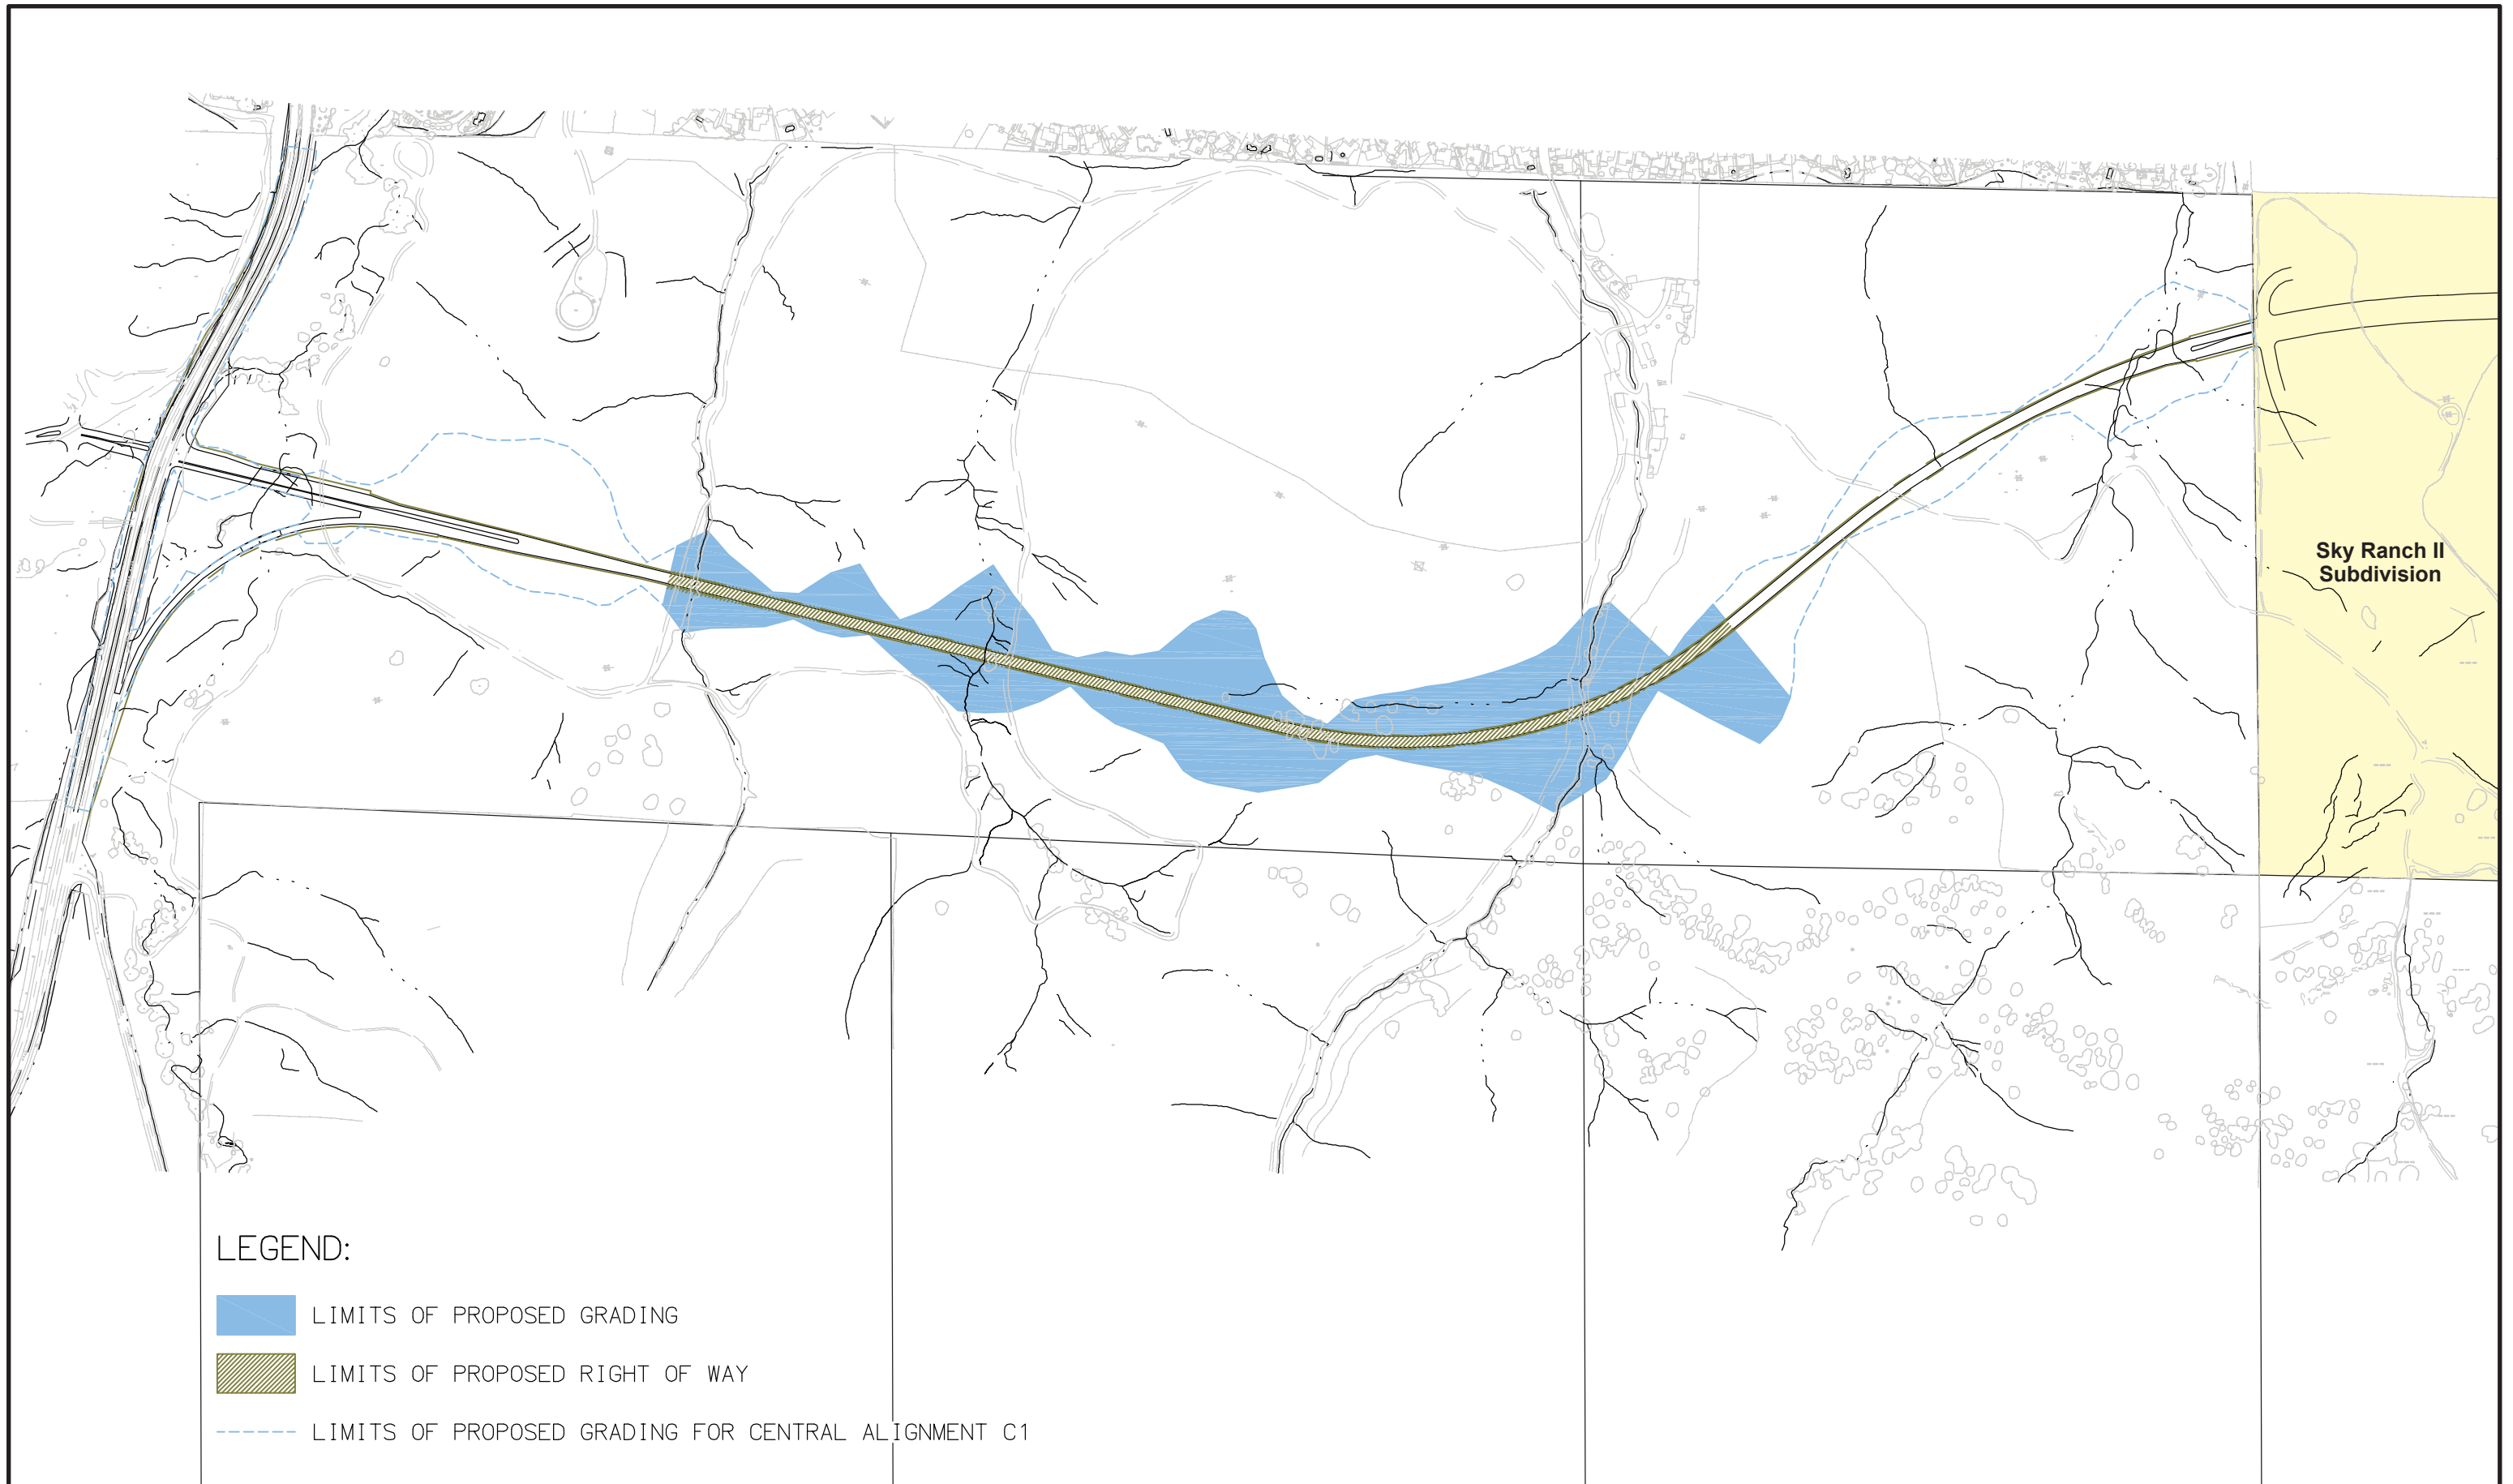 Sky Ranch II
Subdivision
LEGEND:
LIMITS OF PROPOSED GRADING
LIMITS OF PROPOSED RIGHT OF WAY
LIMITS OF PROPOSED GRADING FOR CENTRAL ALIGNMENT C1